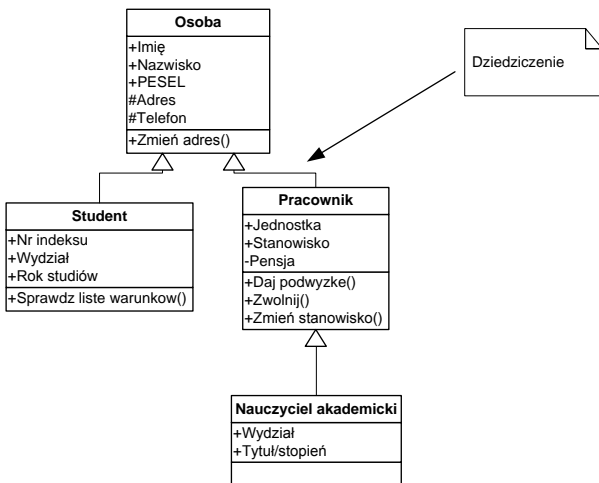 Osoba
+Imię
+Nazwisko
+PESEL
#Adres
#Telefon
+Zmień adres()
Dziedziczenie
Student
+Nr indeksu
+Wydział
+Rok studiów
+Sprawdz liste warunkow()
Pracownik
+Jednostka
+Stanowisko
-Pensja
+Daj podwyzke()
+Zwolnij()
+Zmień stanowisko()
Nauczyciel akademicki
+Wydział
+Tytuł/stopień